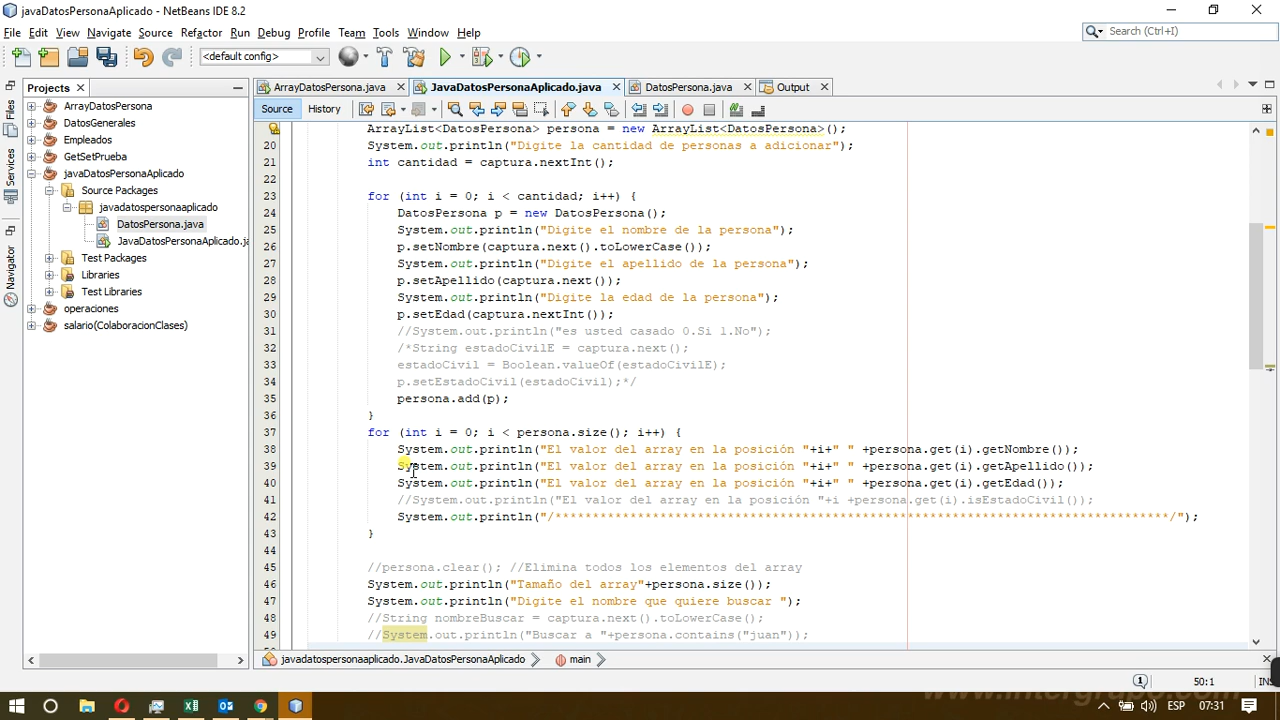 javaDatosPersonaAplicado - NetBeans IDE 8.2
File Edit View Navigate Source Refactor Run Debug Profile Team Tools Window Help
Search (Ctrl+I)
<default config>
Projects
ArrayDatosPersona.java
JavaDatosPersonaAplicado.java
DatosPersona.java
Output
Source History
Files
Services
Navigator
ArrayDatosPersona
DatosGenerales
Empleados
GetSetPrueba
javaDatosPersonaAplicado
Source Packages
javadatospersonaaplicado
DatosPersona.java
JavaDatosPersonaAplicado.ja
Test Packages
Libraries
Test Libraries
operaciones
salario(ColaboracionClases)
ArrayList<DatosPersona> persona = new ArrayList<DatosPersona>();
20 System.out.println("Digite la cantidad de personas a adicionar");
21 int cantidad = captura.nextInt();
22
23 for (int i = 0; i < cantidad; i++) {
24 DatosPersona p = new DatosPersona();
25 System.out.println("Digite el nombre de la persona");
26 p.setNombre(captura.next().toLowerCase());
27 System.out.println("Digite el apellido de la persona");
28 p.setApellido(captura.next());
29 System.out.println("Digite la edad de la persona");
30 p.setEdad(captura.nextInt());
31 //System.out.println("es usted casado 0.Si 1.No");
32 /*String estadoCivilE = captura.next();
33 estadoCivil = Boolean.valueOf(estadoCivilE);
34 p.setEstadoCivil(estadoCivil);*/
35 persona.add(p);
36 }
37 for (int i = 0; i < persona.size(); i++) {
38 System.out.println("El valor del array en la posición "+i+" " +persona.get(i).getNombre());
39 System.out.println("El valor del array en la posición "+i+" " +persona.get(i).getApellido());
40 System.out.println("El valor del array en la posición "+i+" " +persona.get(i).getEdad());
41 //System.out.println("El valor del array en la posición "+i +persona.get(i).isEstadoCivil());
42 System.out.println("/**********************************************************************************/");
43 }
44
45 //persona.clear(); //Elimina todos los elementos del array
46 System.out.println("Tamaño del array"+persona.size());
47 System.out.println("Digite el nombre que quiere buscar ");
48 //String nombreBuscar = captura.next().toLowerCase();
49 //System.out.println("Buscar a "+persona.contains("juan"));
javadatospersonaaplicado.JavaDatosPersonaAplicado
main
50:1
INS
www.intergrupo.com
ESP 07:31